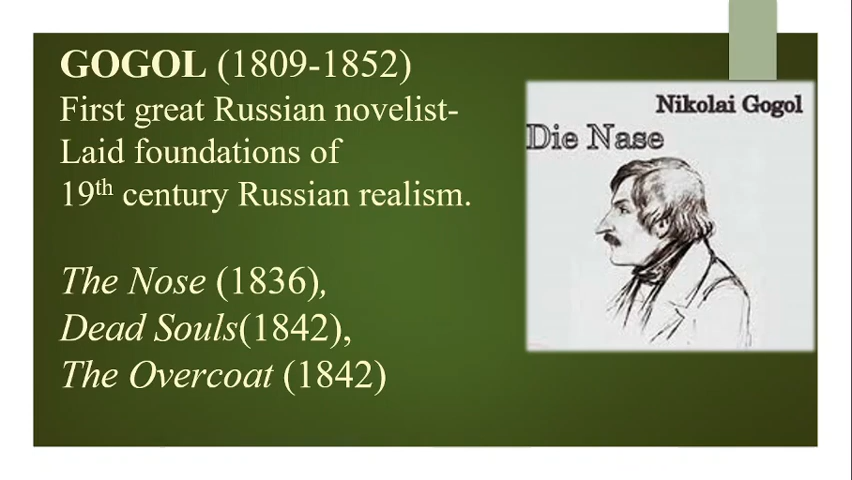 GOGOL (1809-1852)
First great Russian novelist-
Laid foundations of
19th century Russian realism.
The Nose (1836),
Dead Souls(1842),
The Overcoat (1842)
Nikolai Gogol
Die Nase